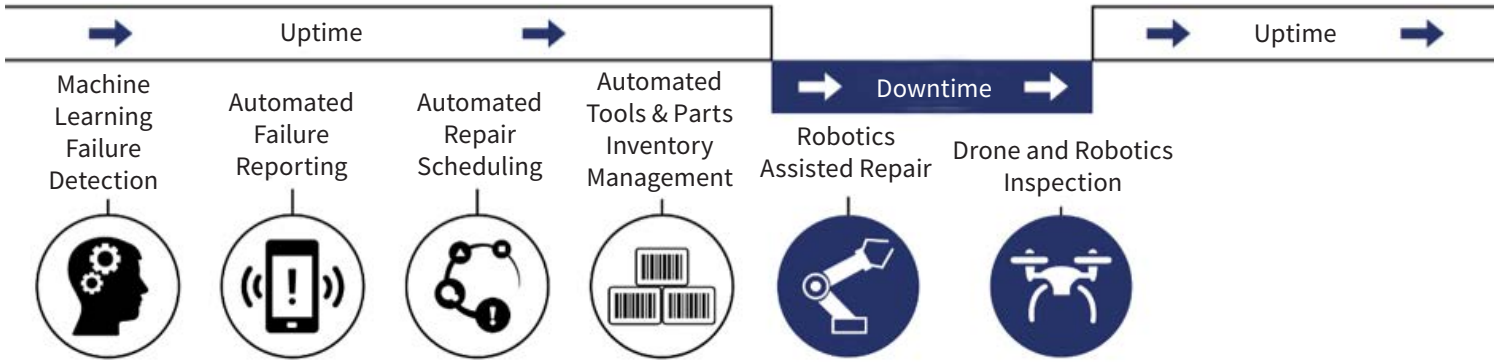 Uptime
Uptime
Downtime
Machine
Learning
Failure
Detection
Automated
Failure
Reporting
Automated
Repair
Scheduling
Automated
Tools & Parts
Inventory
Management
Robotics
Assisted Repair
Drone and Robotics
Inspection
!
!